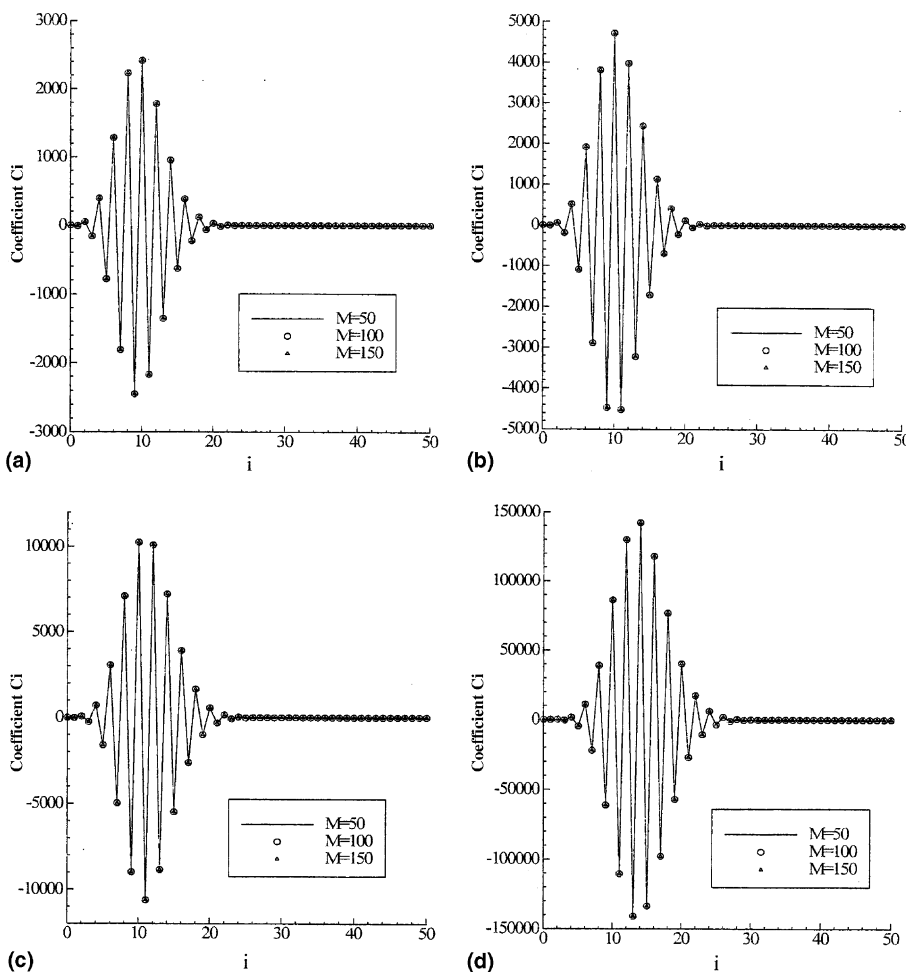 3000
2000
1000
0
-1000
-2000
-3000
Coefficient Ci
0 10 20 30 40 50
i
M=50
M=100
M=150
(a)
5000
4000
3000
2000
1000
0
-1000
-2000
-3000
-4000
-5000
Coefficient Ci
0 10 20 30 40 50
i
M=50
M=100
M=150
(b)
10000
5000
0
-5000
-10000
Coefficient Ci
0 10 20 30 40 50
i
M=50
M=100
M=150
(c)
150000
100000
50000
0
-50000
-100000
-150000
Coefficient Ci
0 10 20 30 40 50
i
M=50
M=100
M=150
(d)